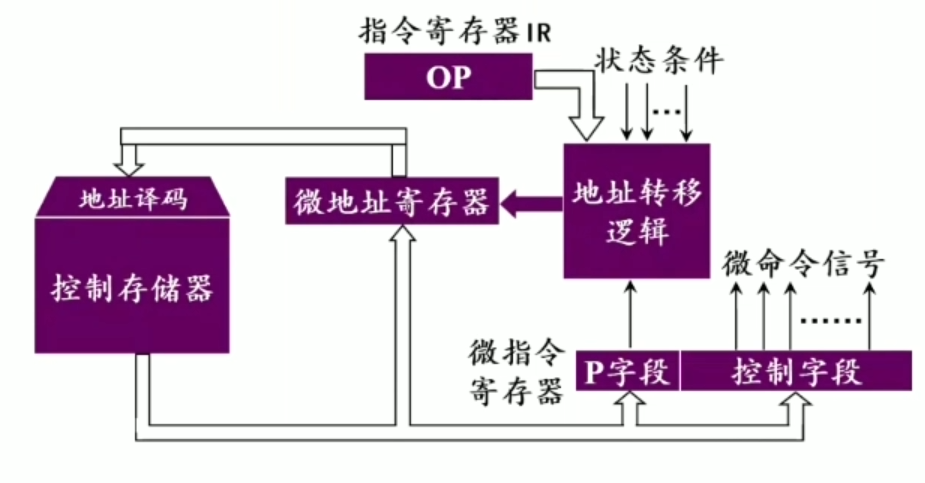 指令寄存器IR
OP
状态条件
...
地址译码
控制存储器
微地址寄存器
地址转移
逻辑
微命令信号
......
微指令
寄存器
P字段
控制字段